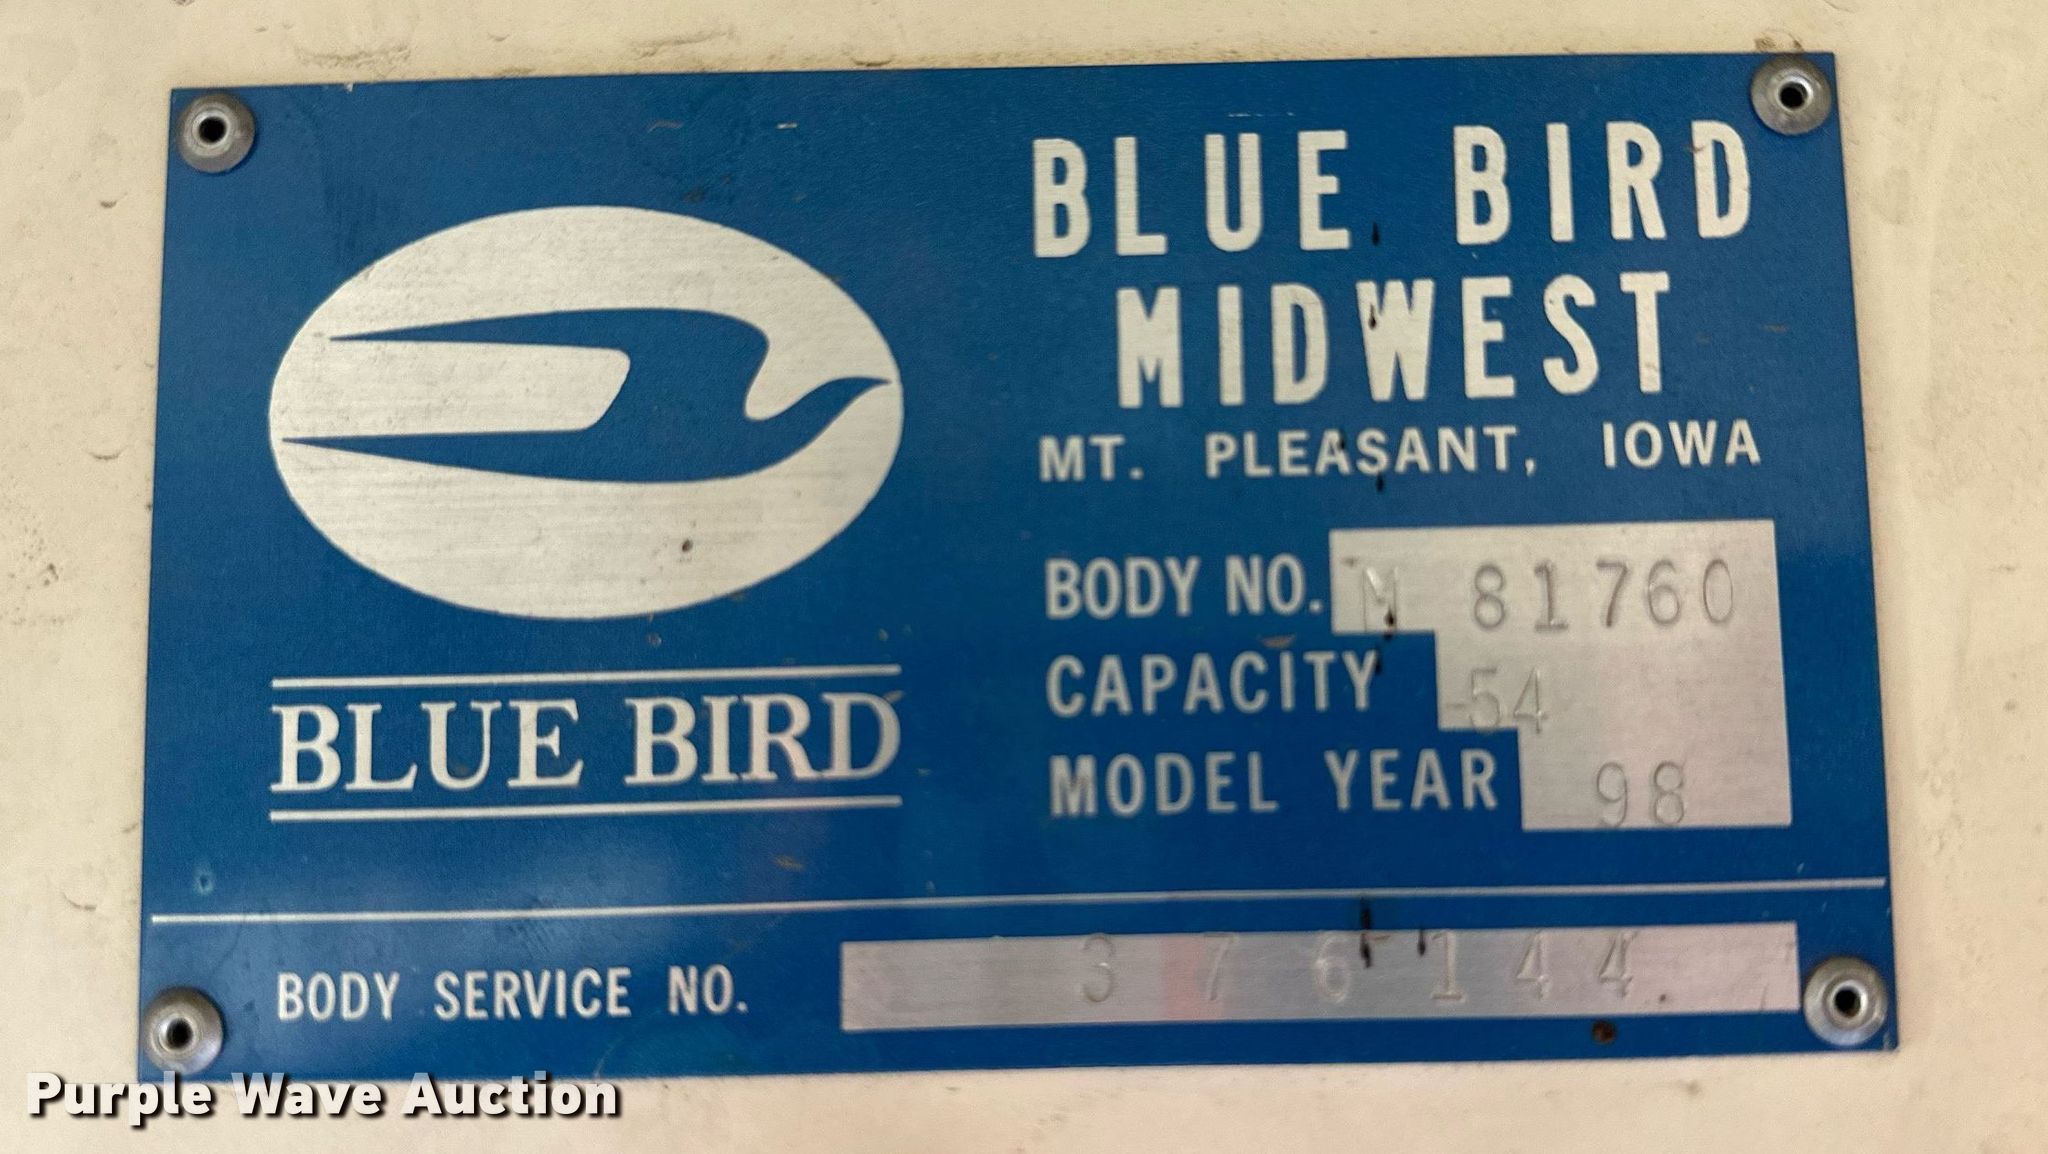 BLUE BIRD
MIDWEST
MT. PLEASANT, IOWA
BODY NO. M 81760
CAPACITY 54
MODEL YEAR 98
BLUE BIRD
BODY SERVICE NO. 376144
Purple Wave Auction